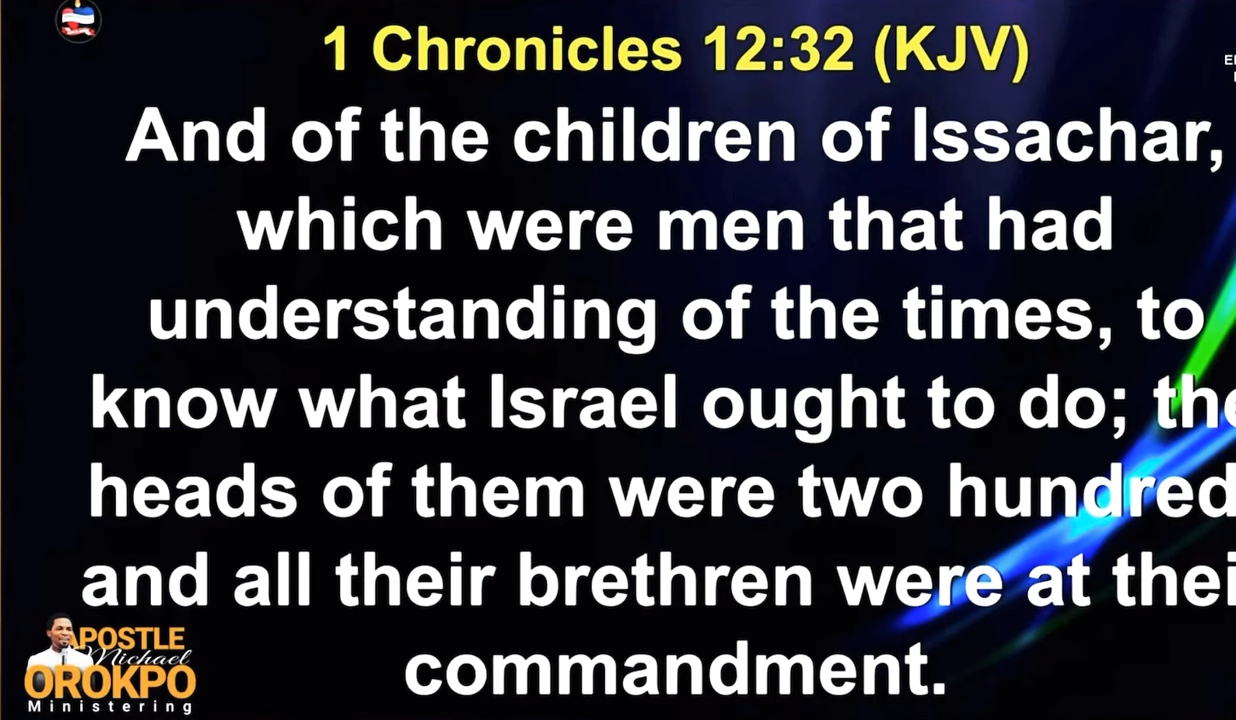 1 Chronicles 12:32 (KJV)
And of the children of Issachar,
which were men that had
understanding of the times, to
know what Israel ought to do; the
heads of them were two hundred
and all their brethren were at thei
commandment.
APOSTLE
Michael
OROKPO
Ministering